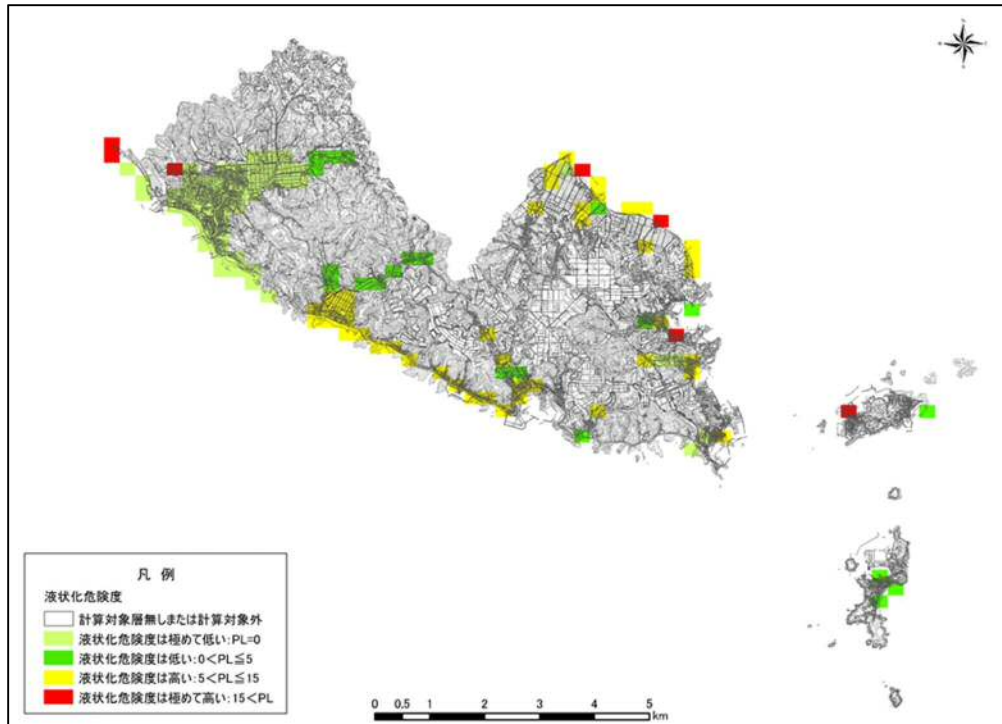 凡 例
液状化危険度
計算対象層無しまたは計算対象外
液状化危険度は極めて低い:PL=0
液状化危険度は低い:0<PL≦5
液状化危険度は高い:5<PL≦15
液状化危険度は極めて高い:15<PL
0 0.5 1 2 3 4 5
km